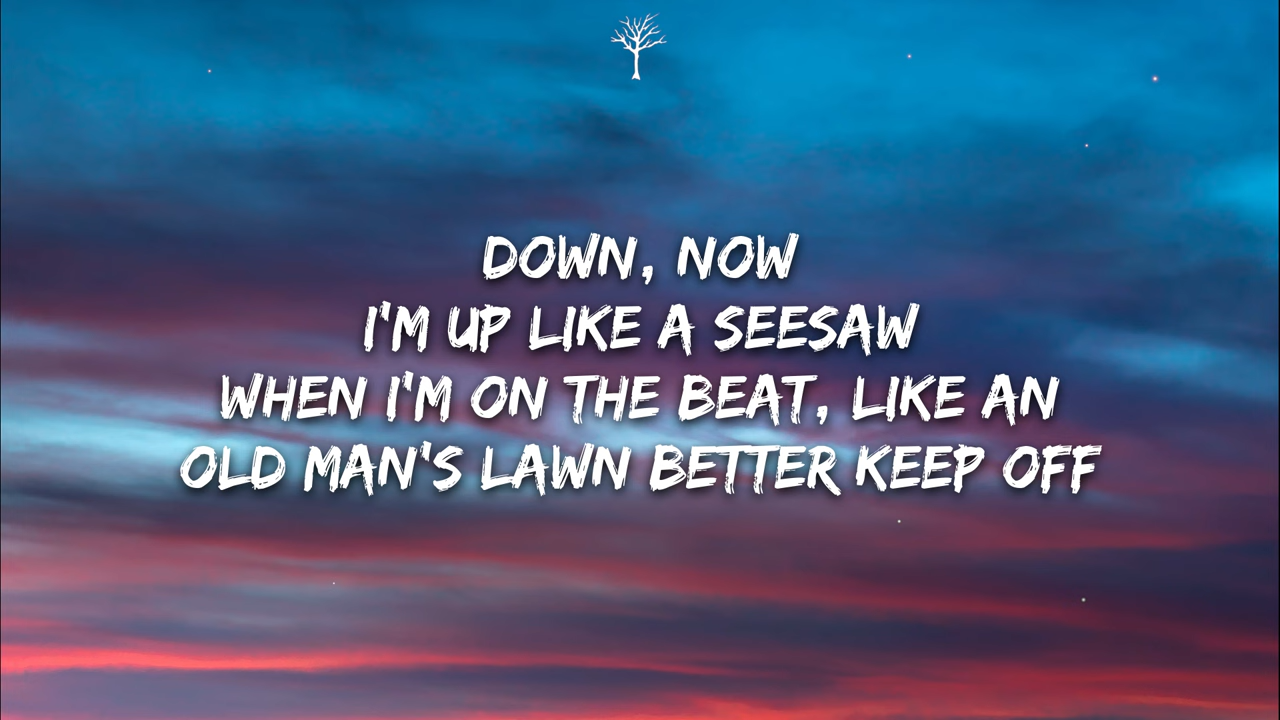 DOWN, NOW
I'M UP LIKE A SEESAW
WHEN I'M ON THE BEAT, LIKE AN
OLD MAN'S LAWN BETTER KEEP OFF